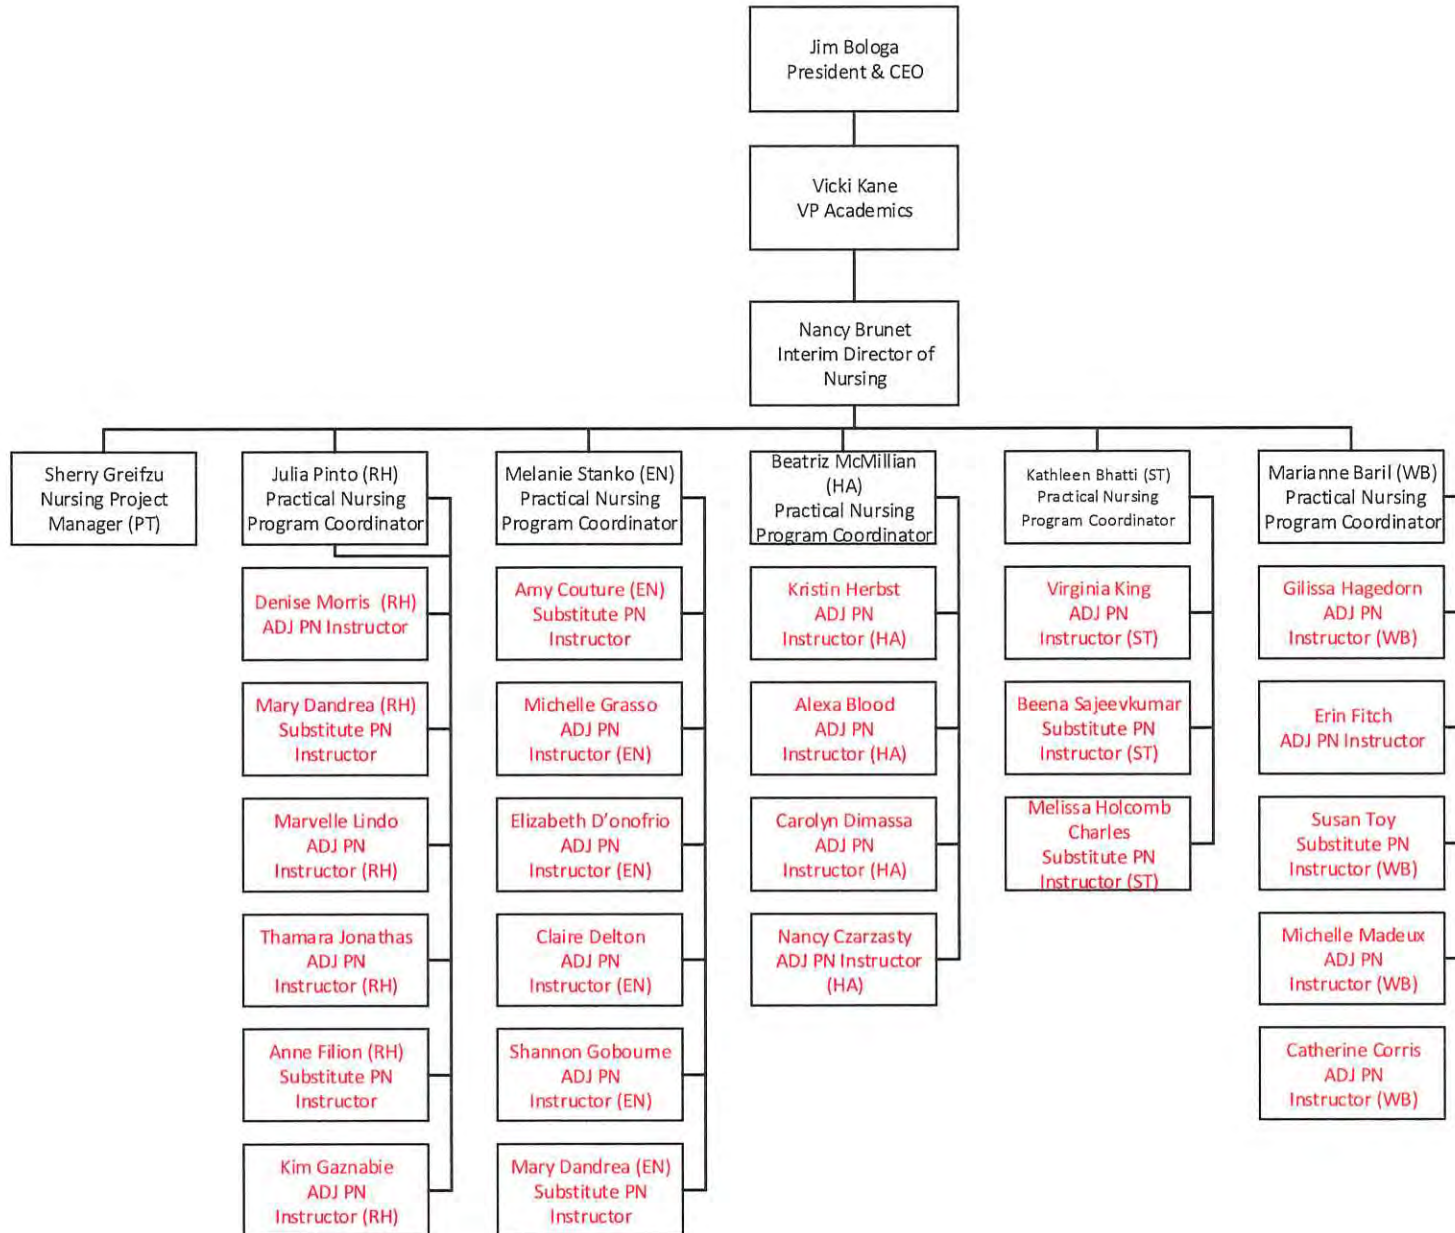 Jim Bologa
President & CEO
Vicki Kane
VP Academics
Nancy Brunet
Interim Director of
Nursing
Sherry Greifzu
Nursing Project
Manager (PT)
Julia Pinto (RH)
Practical Nursing
Program Coordinator
Denise Morris (RH)
ADJ PN Instructor
Mary Dandrea (RH)
Substitute PN
Instructor
Marvelle Lindo
ADJ PN
Instructor (RH)
Thamara Jonathas
ADJ PN
Instructor (RH)
Anne Filion (RH)
Substitute PN
Instructor
Kim Gaznabie
ADJ PN
Instructor (RH)
Melanie Stanko (EN)
Practical Nursing
Program Coordinator
Amy Couture (EN)
Substitute PN
Instructor
Michelle Grasso
ADJ PN
Instructor (EN)
Elizabeth D'onofrio
ADJ PN
Instructor (EN)
Claire Delton
ADJ PN
Instructor (EN)
Shannon Gobourne
ADJ PN
Instructor (EN)
Mary Dandrea (EN)
Substitute PN
Instructor
Beatriz McMillian
(HA)
Practical Nursing
Program Coordinator
Kristin Herbst
ADJ PN
Instructor (HA)
Alexa Blood
ADJ PN
Instructor (HA)
Carolyn Dimassa
ADJ PN
Instructor (HA)
Nancy Czarzasty
ADJ PN Instructor
(HA)
Kathleen Bhatti (ST)
Practical Nursing
Program Coordinator
Virginia King
ADJ PN
Instructor (ST)
Beena Sajeevkumar
Substitute PN
Instructor (ST)
Melissa Holcomb
Charles
Substitute PN
Instructor (ST)
Marianne Baril (WB)
Practical Nursing
Program Coordinator
Gilissa Hagedorn
ADJ PN
Instructor (WB)
Erin Fitch
ADJ PN Instructor
Susan Toy
Substitute PN
Instructor (WB)
Michelle Madeux
ADJ PN
Instructor (WB)
Catherine Corris
ADJ PN
Instructor (WB)